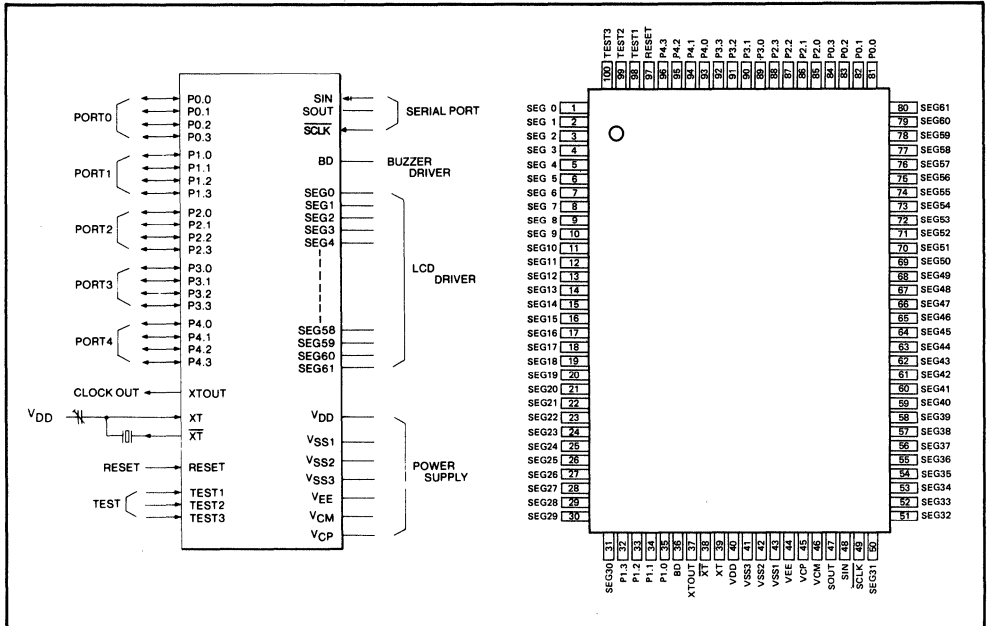 PORT0
P0.0
P0.1
P0.2
P0.3
PORT1
P1.0
P1.1
P1.2
P1.3
PORT2
P2.0
P2.1
P2.2
P2.3
PORT3
P3.0
P3.1
P3.2
P3.3
PORT4
P4.0
P4.1
P4.2
P4.3
CLOCK OUT XTOUT
VDD XT
X̅T̅
RESET RESET
TEST
TEST1
TEST2
TEST3
SIN
SOUT
S̅C̅L̅K̅
SERIAL PORT
BD
BUZZER
DRIVER
SEG0
SEG1
SEG2
SEG3
SEG4
SEG58
SEG59
SEG60
SEG61
LCD
DRIVER
VDD
VSS1
VSS2
VSS3
VEE
VCM
VCP
POWER
SUPPLY
TEST3 100
TEST2 99
TEST1 98
RESET 97
P4.3 96
P4.2 95
P4.1 94
P4.0 93
P3.3 92
P3.2 91
P3.1 90
P3.0 89
P2.3 88
P2.2 87
P2.1 86
P2.0 85
P0.3 84
P0.2 83
P0.1 82
P0.0 81
SEG 0 1
SEG 1 2
SEG 2 3
SEG 3 4
SEG 4 5
SEG 5 6
SEG 6 7
SEG 7 8
SEG 8 9
SEG 9 10
SEG10 11
SEG11 12
SEG12 13
SEG13 14
SEG14 15
SEG15 16
SEG16 17
SEG17 18
SEG18 19
SEG19 20
SEG20 21
SEG21 22
SEG22 23
SEG23 24
SEG24 25
SEG25 26
SEG26 27
SEG27 28
SEG28 29
SEG29 30
80 SEG61
79 SEG60
78 SEG59
77 SEG58
76 SEG57
75 SEG56
74 SEG55
73 SEG54
72 SEG53
71 SEG52
70 SEG51
69 SEG50
68 SEG49
67 SEG48
66 SEG47
65 SEG46
64 SEG45
63 SEG44
62 SEG43
61 SEG42
60 SEG41
59 SEG40
58 SEG39
57 SEG38
56 SEG37
55 SEG36
54 SEG35
53 SEG34
52 SEG33
51 SEG32
SEG30 31
P1.3 32
P1.2 33
P1.1 34
P1.0 35
BD 36
XTOUT 37
X̅T̅ 38
XT 39
VDD 40
VSS3 41
VSS2 42
VSS1 43
VEE 44
VCP 45
VCM 46
SOUT 47
SIN 48
S̅C̅L̅K̅ 49
SEG31 50